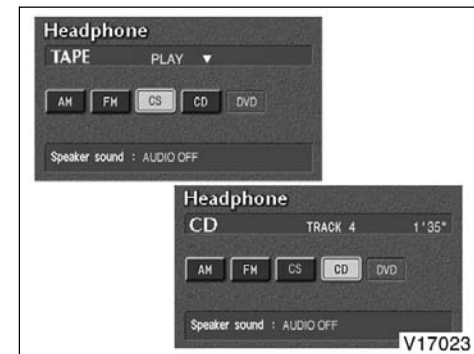 Headphone
TAPE PLAY ▼
AM FM CS CD DVD
Speaker sound : AUDIO OFF
Headphone
CD TRACK 4 1'35"
AM FM CS CD DVD
Speaker sound : AUDIO OFF
V17023